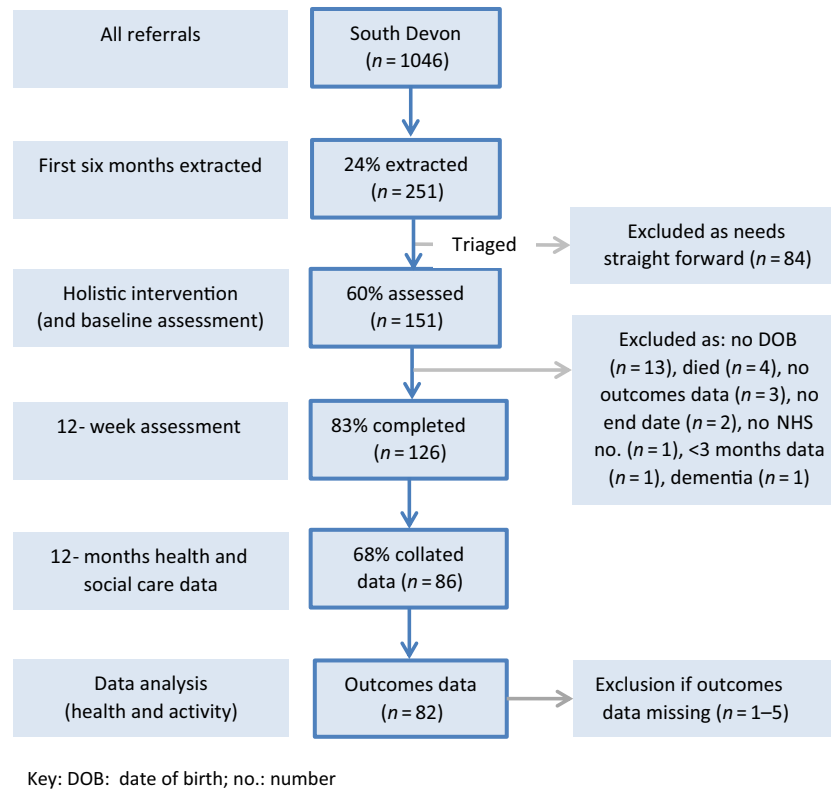 All referrals
South Devon
(n = 1046)
First six months extracted
24% extracted
(n = 251)
Triaged
Excluded as needs
straight forward (n = 84)
Holistic intervention
(and baseline assessment)
60% assessed
(n = 151)
Excluded as: no DOB
(n = 13), died (n = 4), no
outcomes data (n = 3), no
end date (n = 2), no NHS
no. (n = 1), <3 months data
(n = 1), dementia (n = 1)
12- week assessment
83% completed
(n = 126)
12- months health and
social care data
68% collated
data (n = 86)
Data analysis
(health and activity)
Outcomes data
(n = 82)
Exclusion if outcomes
data missing (n = 1–5)
Key: DOB: date of birth; no.: number